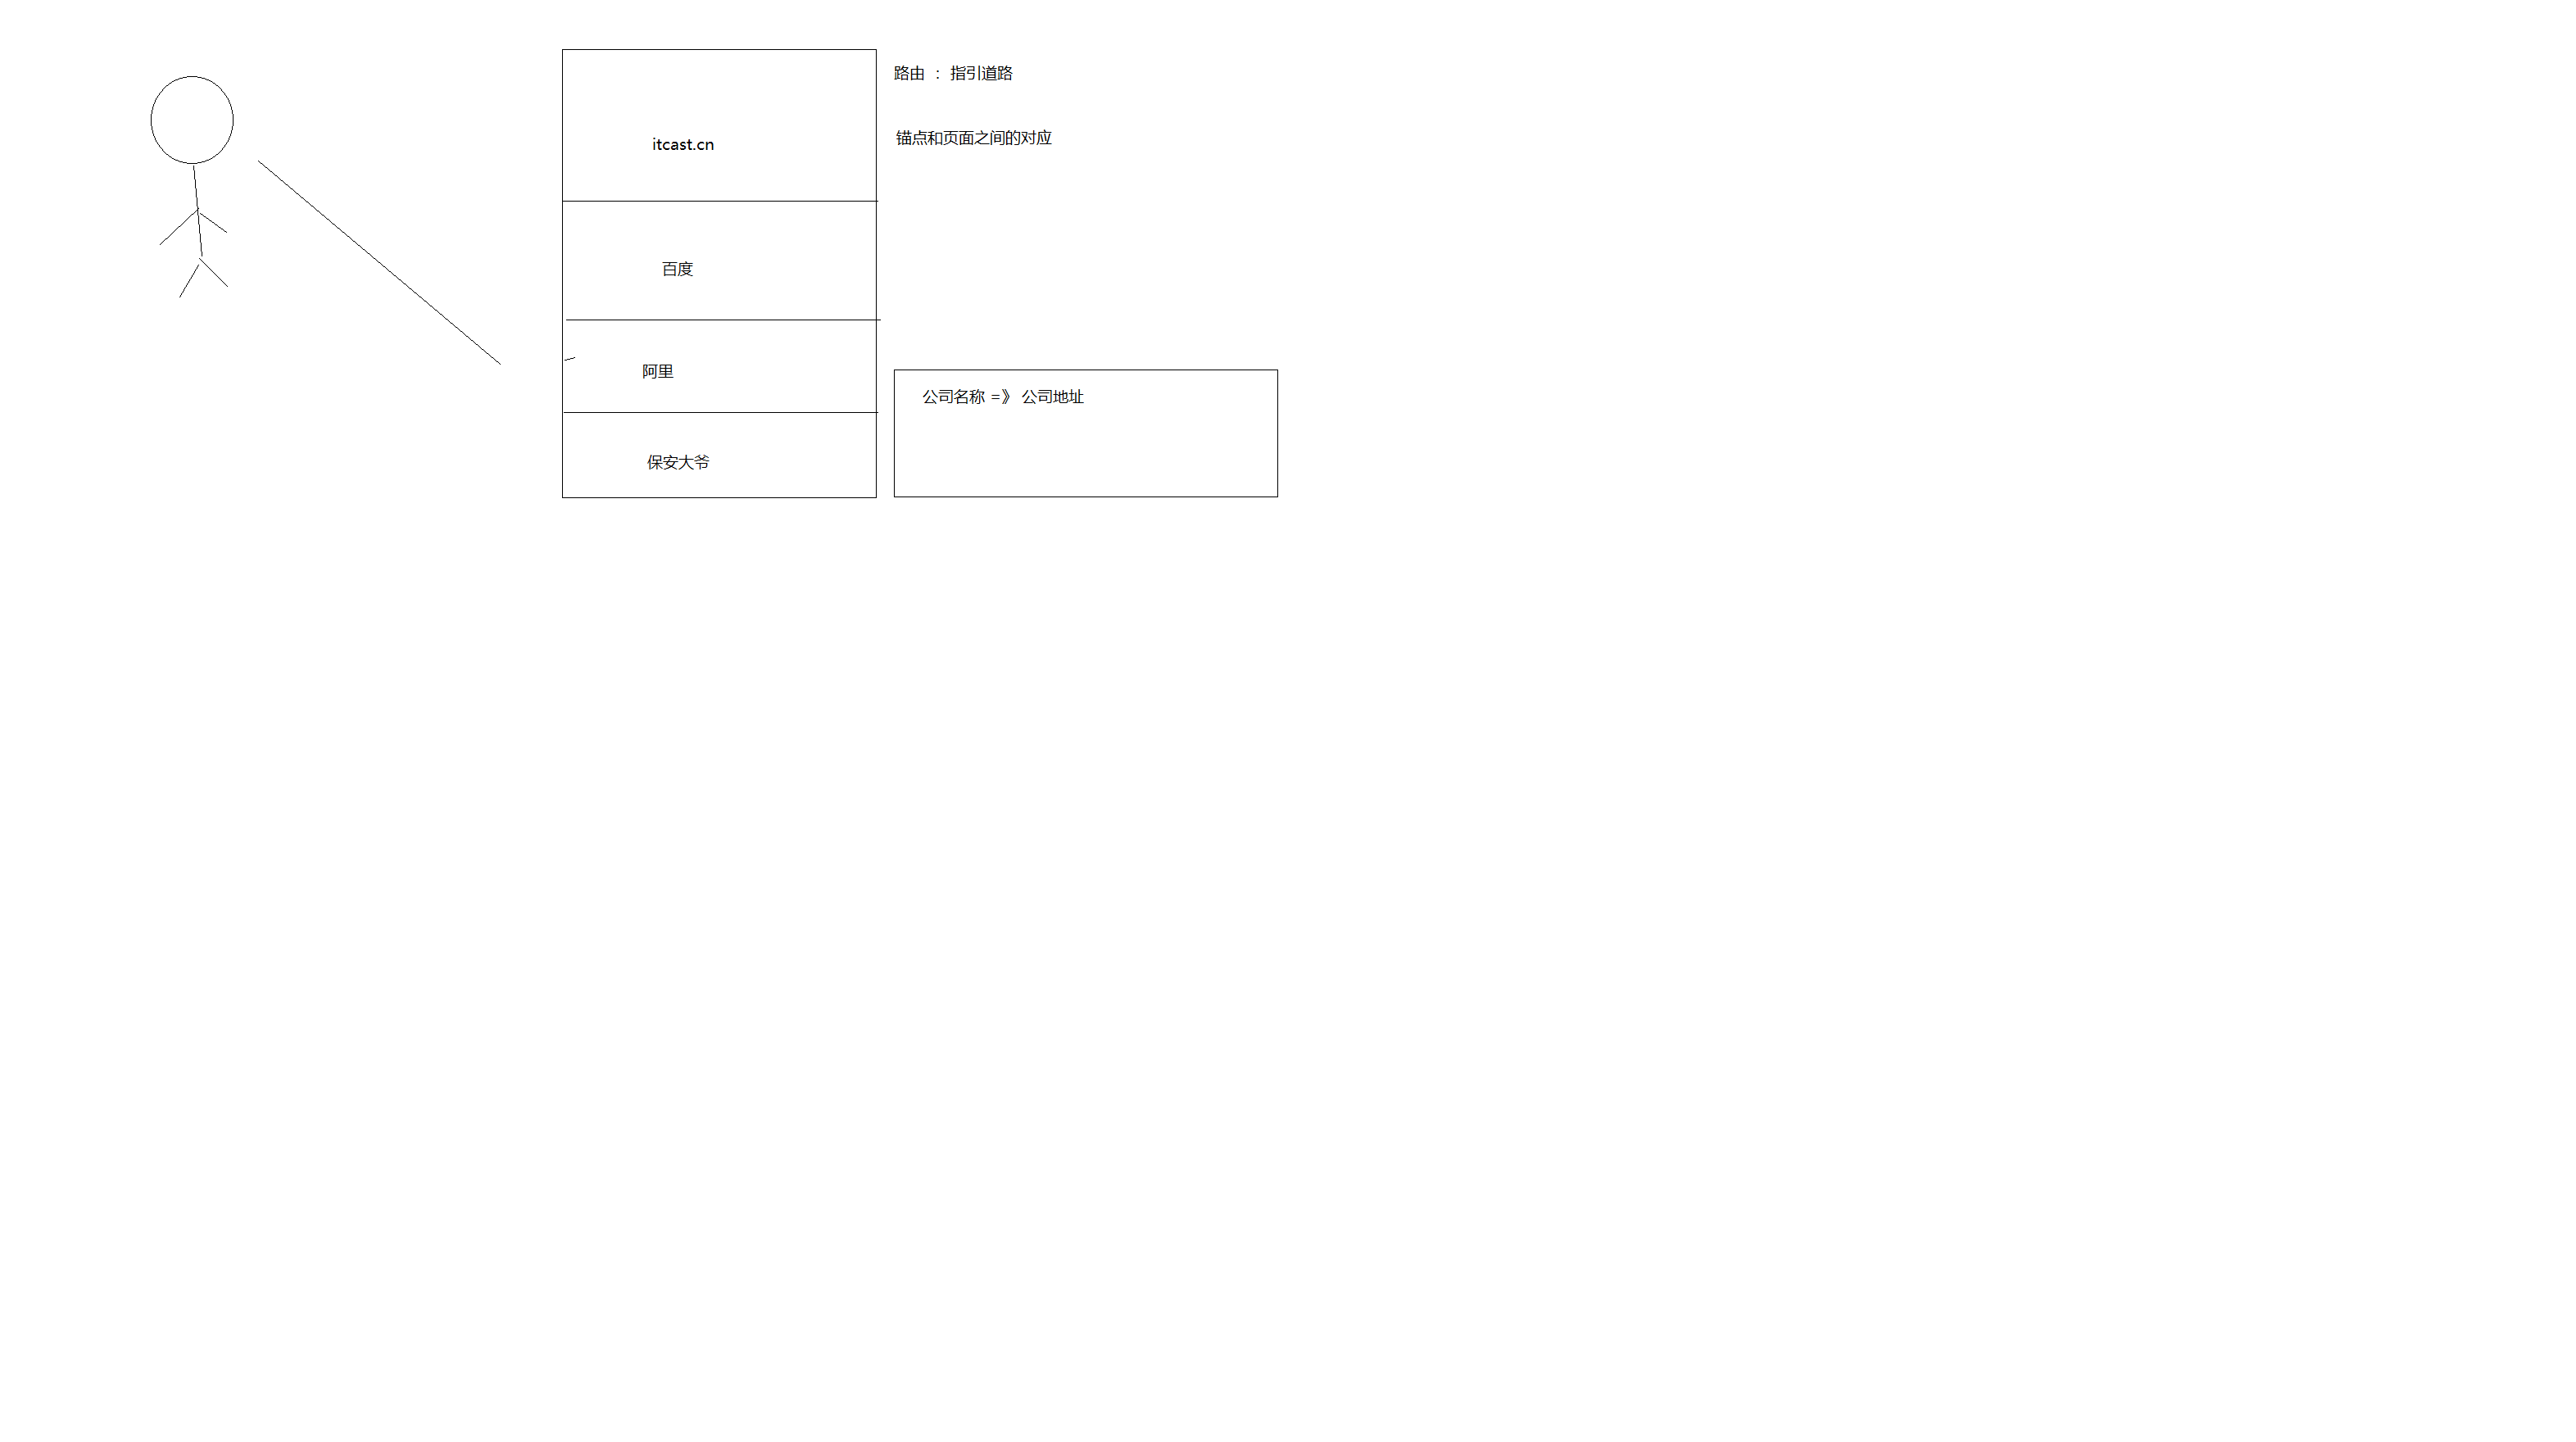 路由 : 指引道路
锚点和页面之间的对应
itcast.cn
百度
阿里
公司名称 =》 公司地址
保安大爷